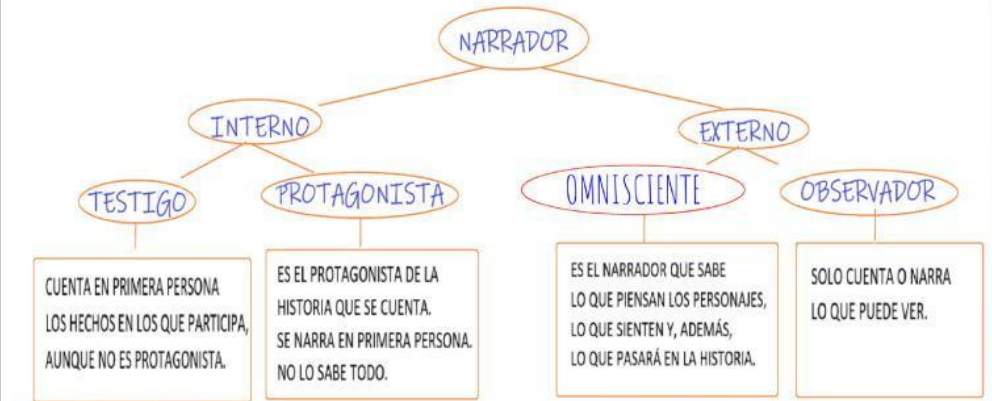 NARRADOR
INTERNO
EXTERNO
TESTIGO
PROTAGONISTA
OMNISCIENTE
OBSERVADOR
CUENTA EN PRIMERA PERSONA
LOS HECHOS EN LOS QUE PARTICIPA,
AUNQUE NO ES PROTAGONISTA.
ES EL PROTAGONISTA DE LA
HISTORIA QUE SE CUENTA.
SE NARRA EN PRIMERA PERSONA.
NO LO SABE TODO.
ES EL NARRADOR QUE SABE
LO QUE PIENSAN LOS PERSONAJES,
LO QUE SIENTEN Y, ADEMÁS,
LO QUE PASARÁ EN LA HISTORIA.
SOLO CUENTA O NARRA
LO QUE PUEDE VER.